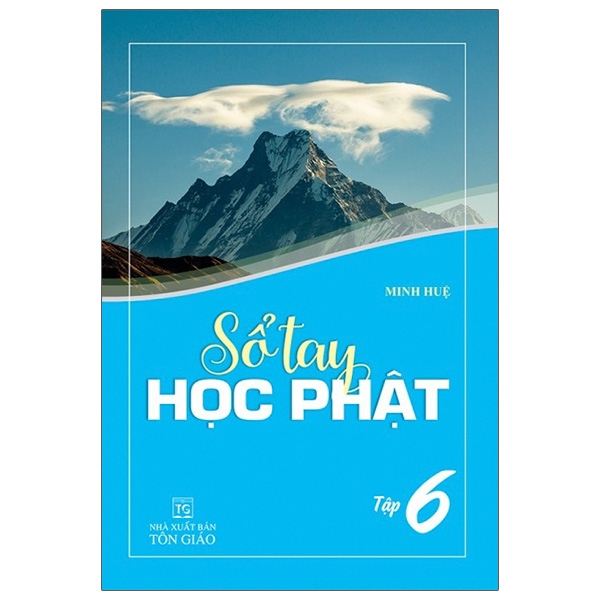 MINH HUỆ
Sổ tay
HỌC PHẬT
Tập 6
TG
NHÀ XUẤT BẢN
TÔN GIÁO